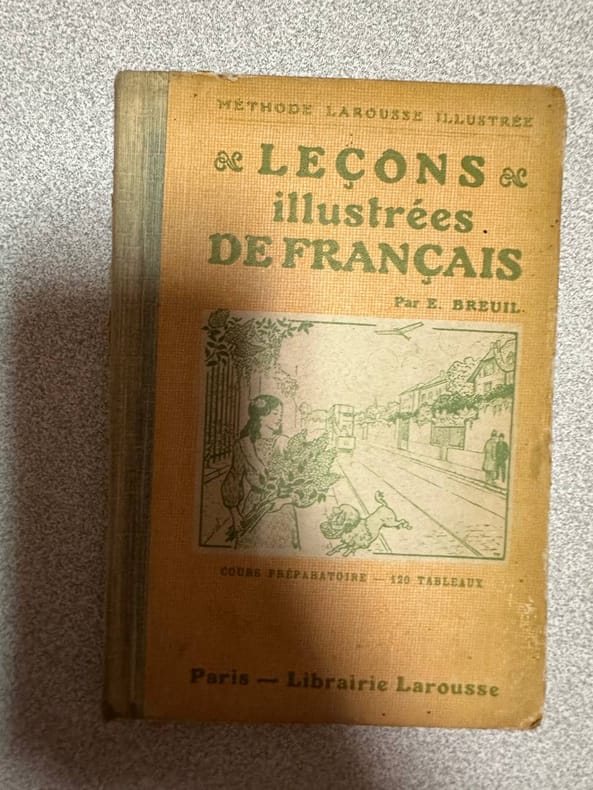 MÉTHODE LAROUSSE ILLUSTRÉE
LEÇONS
illustrées
DE FRANÇAIS
Par E. BREUIL.
COURS PRÉPARATOIRE — 120 TABLEAUX
Paris — Librairie Larousse